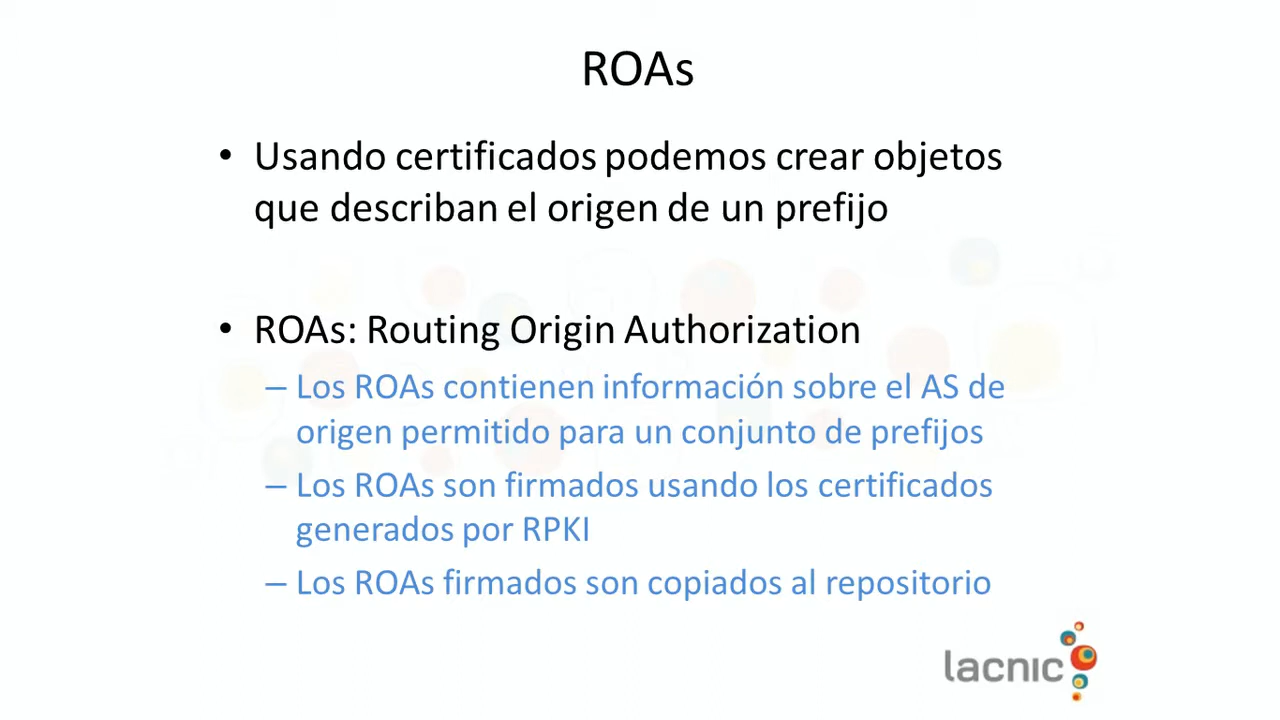 ROAs
• Usando certificados podemos crear objetos
que describan el origen de un prefijo
• ROAs: Routing Origin Authorization
– Los ROAs contienen información sobre el AS de
origen permitido para un conjunto de prefijos
– Los ROAs son firmados usando los certificados
generados por RPKI
– Los ROAs firmados son copiados al repositorio
lacnic